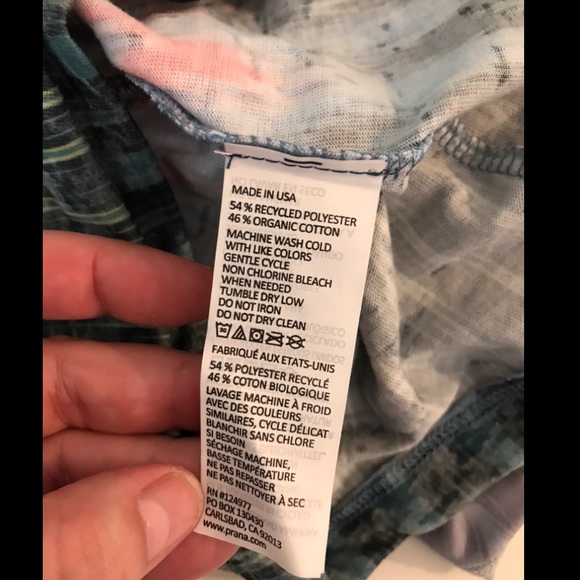 MADE IN USA
54 % RECYCLED POLYESTER
46 % ORGANIC COTTON
MACHINE WASH COLD
WITH LIKE COLORS
GENTLE CYCLE
NON CHLORINE BLEACH
WHEN NEEDED
TUMBLE DRY LOW
DO NOT IRON
DO NOT DRY CLEAN
FABRIQUÉ AUX ETATS-UNIS
54 % POLYESTER RECYCLÉ
46 % COTON BIOLOGIQUE
LAVAGE MACHINE À FROID
AVEC DES COULEURS
SIMILAIRES, CYCLE DÉLICAT
BLANCHIR SANS CHLORE
SI BESOIN
SÉCHAGE MACHINE,
BASSE TEMPÉRATURE
NE PAS REPASSER
NE PAS NETTOYER À SEC
RN #124977
PO BOX 130430
CARLSBAD, CA 92013
www.prana.com